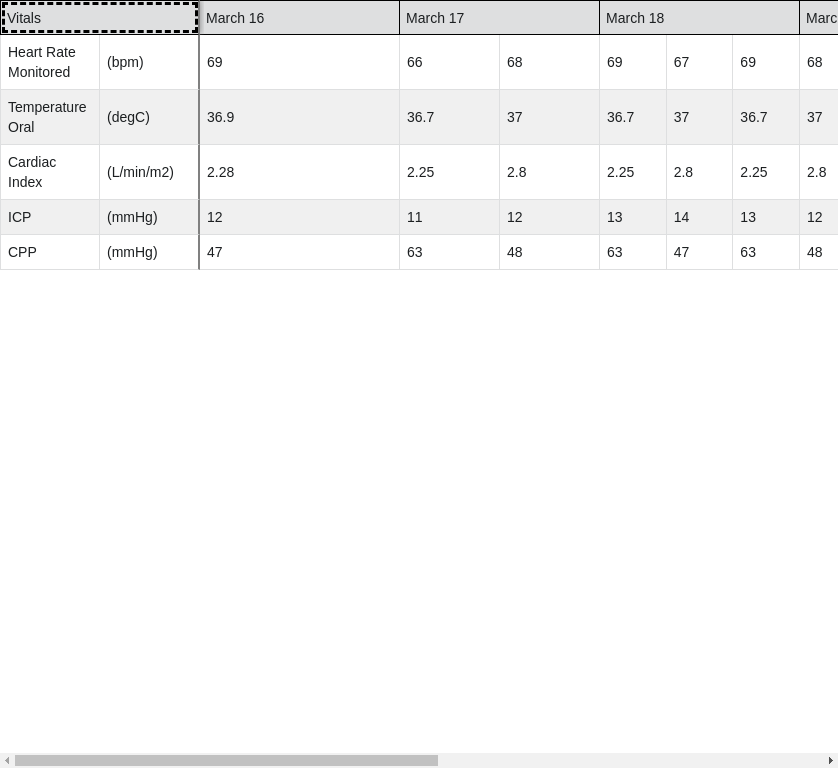 Vitals March 16 March 17 March 18 Marc
Heart Rate
Monitored (bpm) 69 66 68 69 67 69 68
Temperature
Oral (degC) 36.9 36.7 37 36.7 37 36.7 37
Cardiac
Index (L/min/m2) 2.28 2.25 2.8 2.25 2.8 2.25 2.8
ICP (mmHg) 12 11 12 13 14 13 12
CPP (mmHg) 47 63 48 63 47 63 48